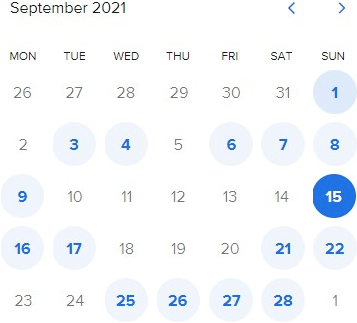 September 2021
MON TUE WED THU FRI SAT SUN
26 27 28 29 30 31 1
2 3 4 5 6 7 8
9 10 11 12 13 14 15
16 17 18 19 20 21 22
23 24 25 26 27 28 1